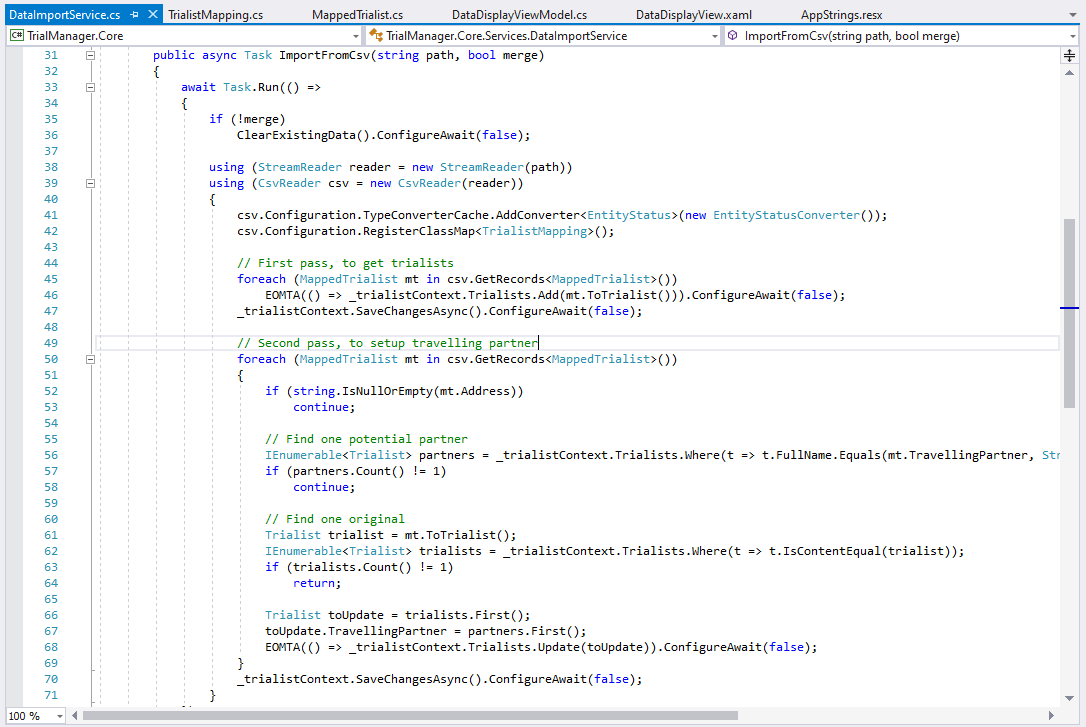 DataImportService.cs TrialistMapping.cs MappedTrialist.cs DataDisplayViewModel.cs DataDisplayView.xaml AppStrings.resx
C# TrialManager.Core TrialManager.Core.Services.DataImportService ImportFromCsv(string path, bool merge)
31 public async Task ImportFromCsv(string path, bool merge)
32 {
33 await Task.Run(() =>
34 {
35 if (!merge)
36 ClearExistingData().ConfigureAwait(false);
37
38 using (StreamReader reader = new StreamReader(path))
39 using (CsvReader csv = new CsvReader(reader))
40 {
41 csv.Configuration.TypeConverterCache.AddConverter<EntityStatus>(new EntityStatusConverter());
42 csv.Configuration.RegisterClassMap<TrialistMapping>();
43
44 // First pass, to get trialists
45 foreach (MappedTrialist mt in csv.GetRecords<MappedTrialist>())
46 EOMTA(() => _trialistContext.Trialists.Add(mt.ToTrialist())).ConfigureAwait(false);
47 _trialistContext.SaveChangesAsync().ConfigureAwait(false);
48
49 // Second pass, to setup travelling partner
50 foreach (MappedTrialist mt in csv.GetRecords<MappedTrialist>())
51 {
52 if (string.IsNullOrEmpty(mt.Address))
53 continue;
54
55 // Find one potential partner
56 IEnumerable<Trialist> partners = _trialistContext.Trialists.Where(t => t.FullName.Equals(mt.TravellingPartner, Str
57 if (partners.Count() != 1)
58 continue;
59
60 // Find one original
61 Trialist trialist = mt.ToTrialist();
62 IEnumerable<Trialist> trialists = _trialistContext.Trialists.Where(t => t.IsContentEqual(trialist));
63 if (trialists.Count() != 1)
64 return;
65
66 Trialist toUpdate = trialists.First();
67 toUpdate.TravellingPartner = partners.First();
68 EOMTA(() => _trialistContext.Trialists.Update(toUpdate)).ConfigureAwait(false);
69 }
70 _trialistContext.SaveChangesAsync().ConfigureAwait(false);
71 }
100 %